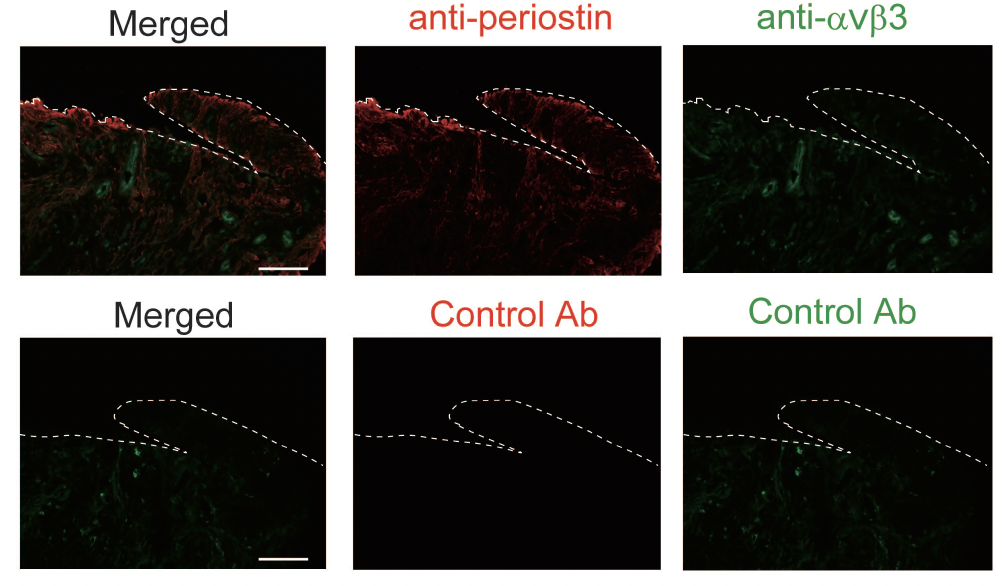 Merged
anti-periostin
anti-αvβ3
Merged
Control Ab
Control Ab